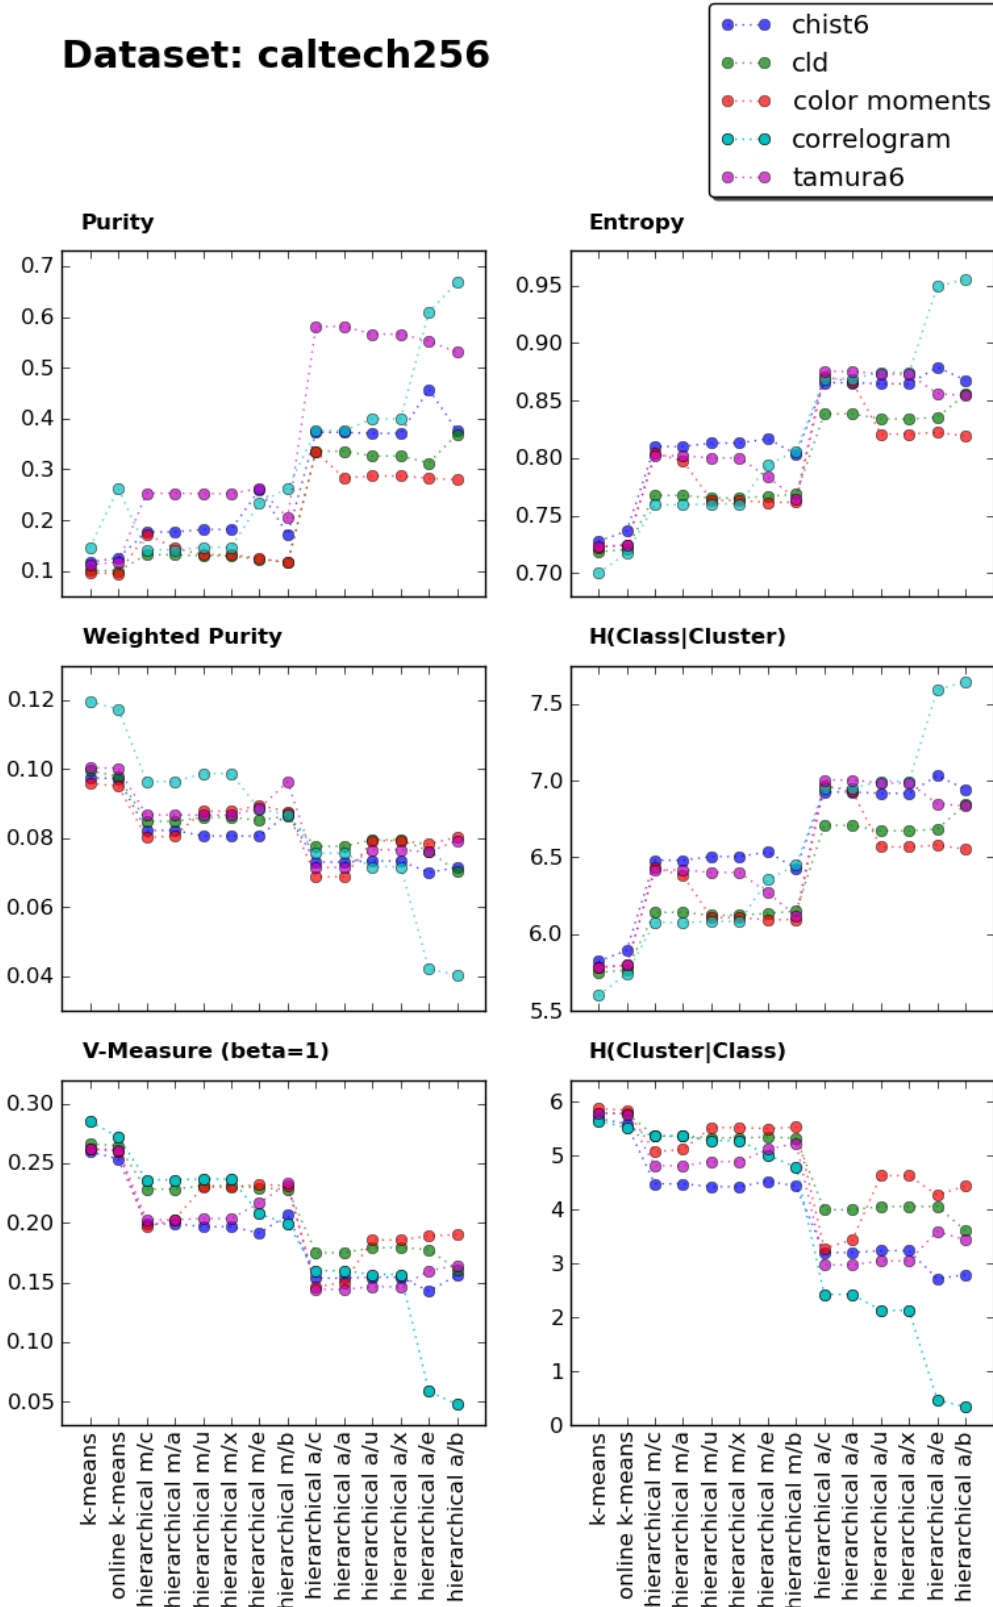 Dataset: caltech256
chist6
cld
color moments
correlogram
tamura6
Purity
0.7
0.6
0.5
0.4
0.3
0.2
0.1
Entropy
0.95
0.90
0.85
0.80
0.75
0.70
Weighted Purity
0.12
0.10
0.08
0.06
0.04
H(Class|Cluster)
7.5
7.0
6.5
6.0
5.5
V-Measure (beta=1)
0.30
0.25
0.20
0.15
0.10
0.05
H(Cluster|Class)
6
5
4
3
2
1
0
k-means
online k-means
hierarchical m/c
hierarchical m/a
hierarchical m/u
hierarchical m/x
hierarchical m/e
hierarchical m/b
hierarchical a/c
hierarchical a/a
hierarchical a/u
hierarchical a/x
hierarchical a/e
hierarchical a/b
k-means
online k-means
hierarchical m/c
hierarchical m/a
hierarchical m/u
hierarchical m/x
hierarchical m/e
hierarchical m/b
hierarchical a/c
hierarchical a/a
hierarchical a/u
hierarchical a/x
hierarchical a/e
hierarchical a/b